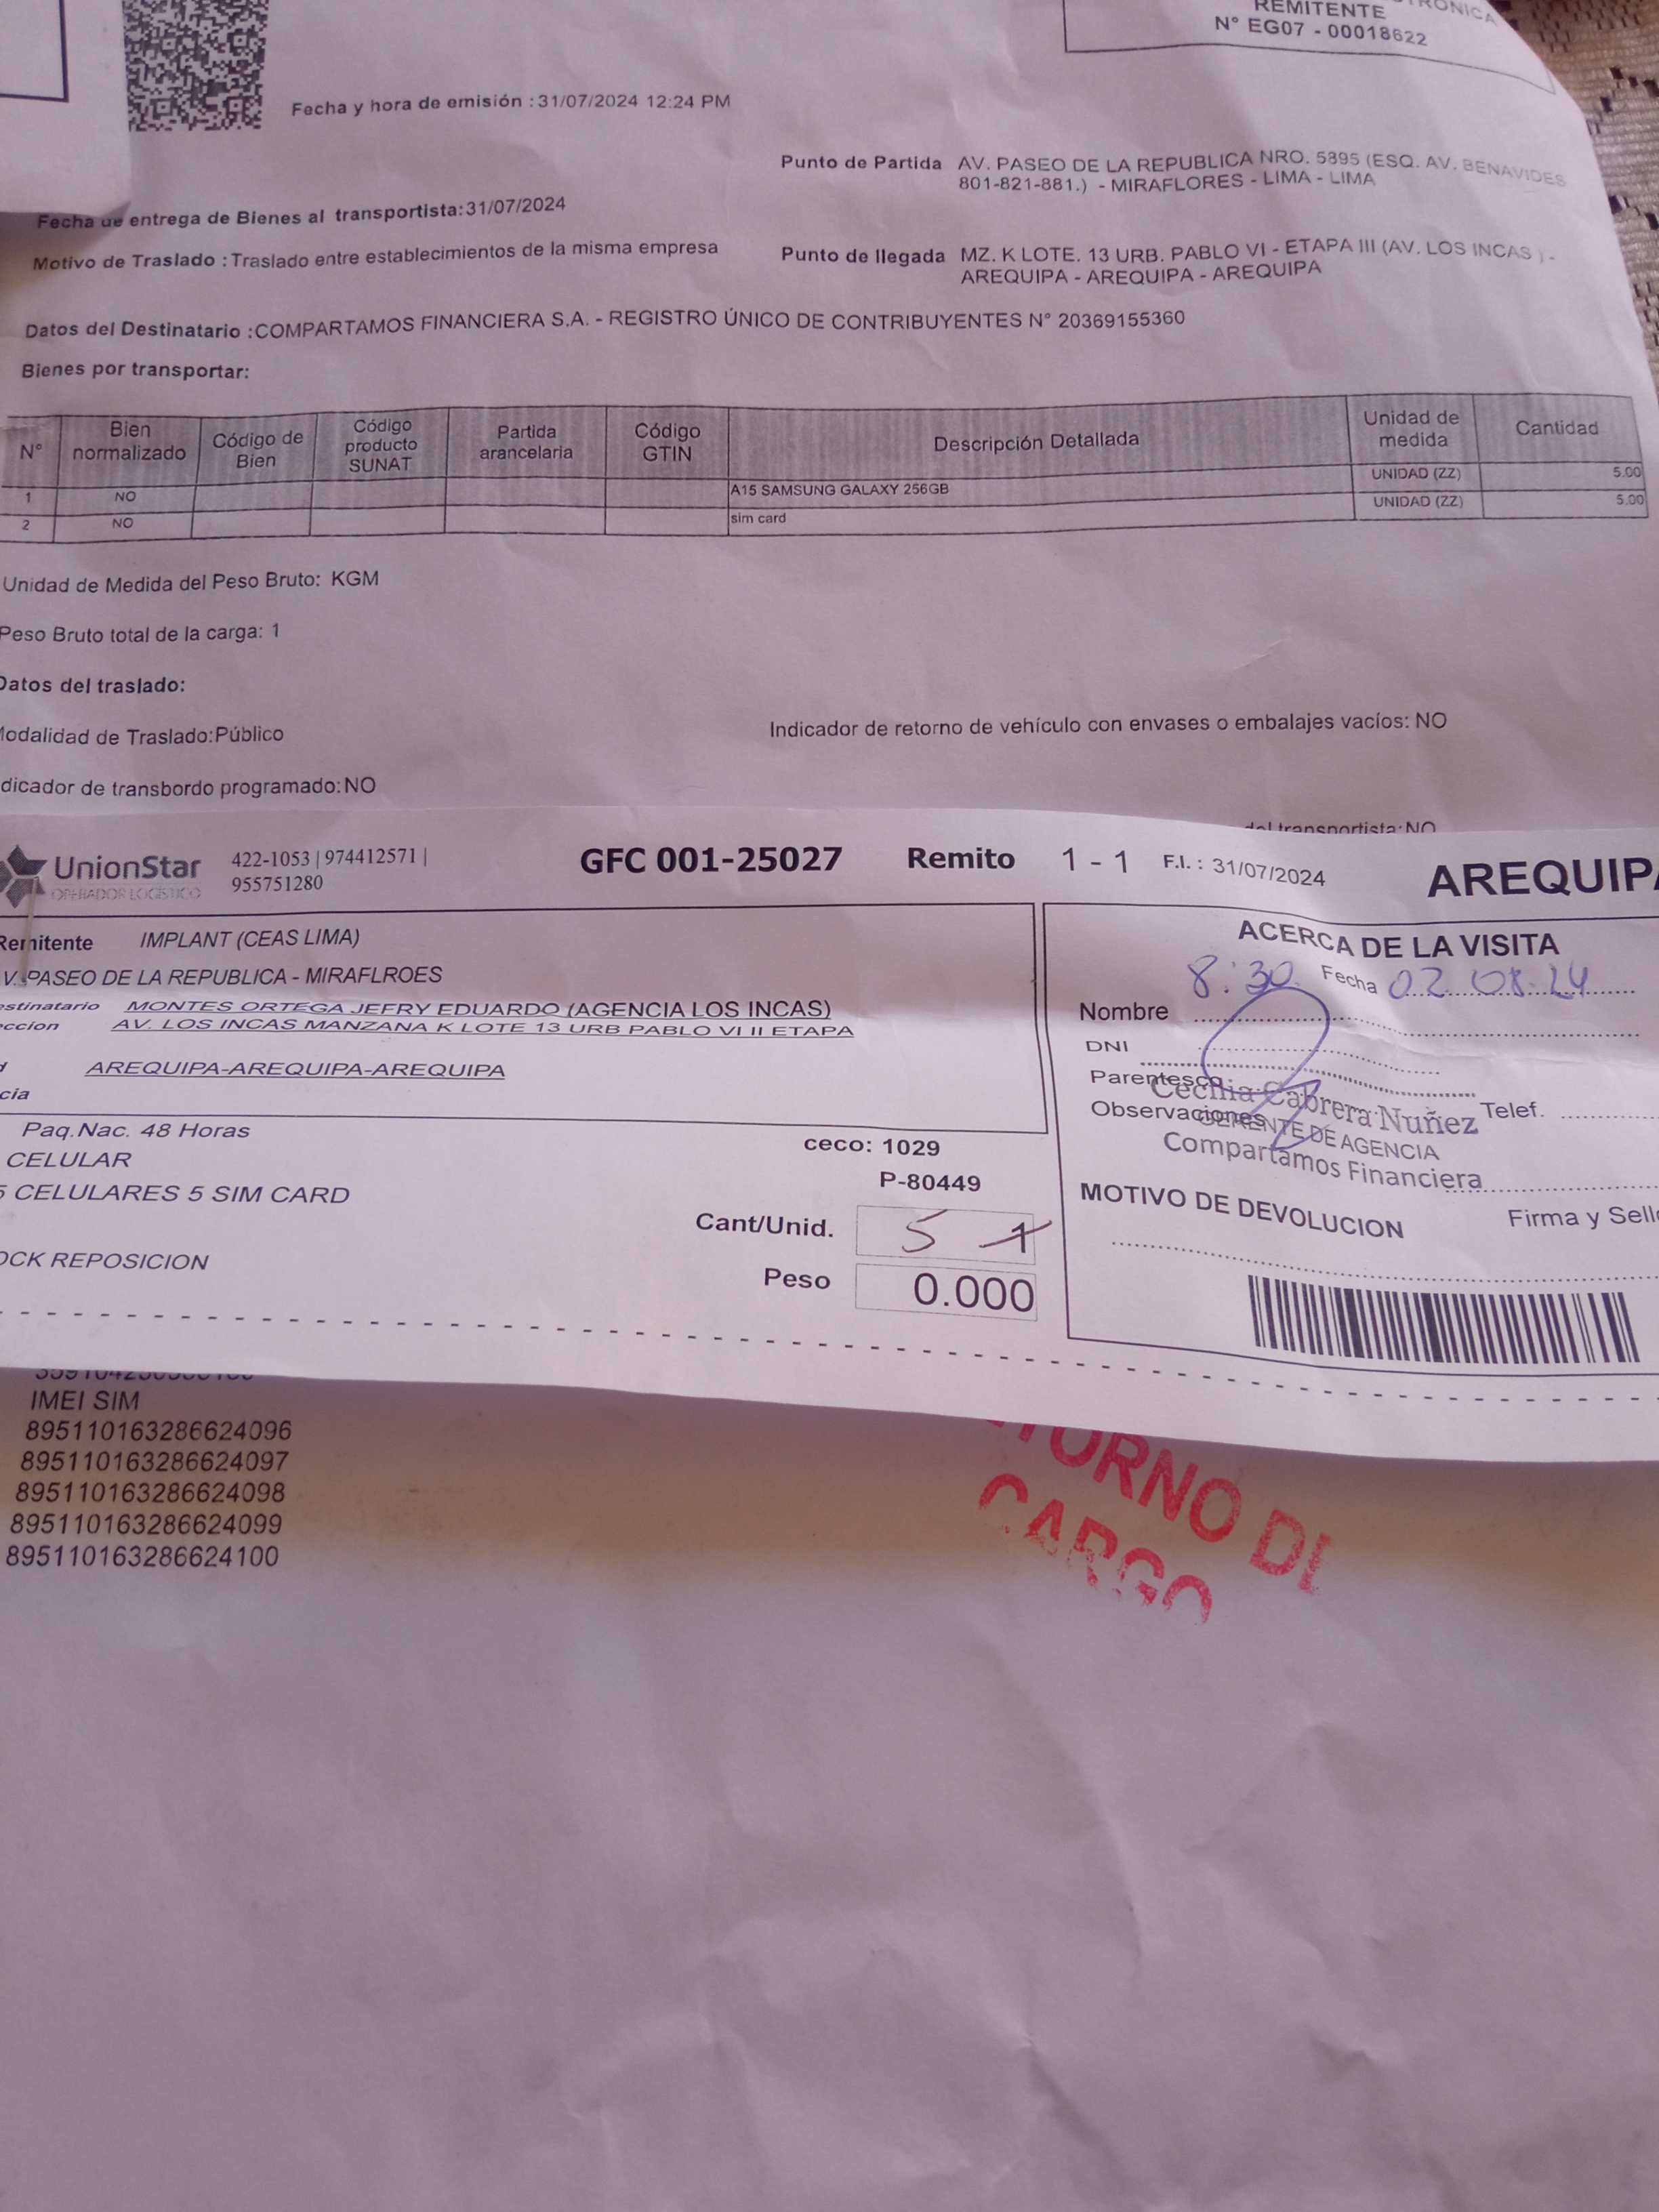 REMITENTE
N° EG07 - 00018622
Fecha y hora de emisión : 31/07/2024 12:24 PM
Punto de Partida AV. PASEO DE LA REPUBLICA NRO. 5895 (ESQ. AV. BENAVIDES
801-821-881.) - MIRAFLORES - LIMA - LIMA
Fecha de entrega de Bienes al transportista:31/07/2024
Motivo de Traslado : Traslado entre establecimientos de la misma empresa
Punto de llegada MZ. K LOTE. 13 URB. PABLO VI - ETAPA III (AV. LOS INCAS ) -
AREQUIPA - AREQUIPA - AREQUIPA
Datos del Destinatario :COMPARTAMOS FINANCIERA S.A. - REGISTRO ÚNICO DE CONTRIBUYENTES N° 20369155360
Bienes por transportar:
N° Bien normalizado Código de Bien Código producto SUNAT Partida arancelaria Código GTIN Descripción Detallada Unidad de medida Cantidad
1 NO A15 SAMSUNG GALAXY 256GB UNIDAD (ZZ) 5.00
2 NO sim card UNIDAD (ZZ) 5.00
Unidad de Medida del Peso Bruto: KGM
Peso Bruto total de la carga: 1
Datos del traslado:
Modalidad de Traslado:Público
Indicador de retorno de vehículo con envases o embalajes vacíos: NO
dicador de transbordo programado:NO
del transportista:NO
UnionStar
OPERADOR LOGÍSTICO
422-1053 | 974412571 |
955751280
GFC 001-25027 Remito 1 - 1 F.I. : 31/07/2024 AREQUIPA
Remitente IMPLANT (CEAS LIMA)
V. PASEO DE LA REPUBLICA - MIRAFLROES
estinatario MONTES ORTEGA JEFRY EDUARDO (AGENCIA LOS INCAS)
eccion AV. LOS INCAS MANZANA K LOTE 13 URB PABLO VI II ETAPA
AREQUIPA-AREQUIPA-AREQUIPA
cia
Paq.Nac. 48 Horas
CELULAR
5 CELULARES 5 SIM CARD
OCK REPOSICION
ceco: 1029
P-80449
Cant/Unid. 5 1
Peso 0.000
ACERCA DE LA VISITA
8:30 Fecha 02.08.24
Nombre
DNI
Parentesco
Cecilia Cabrera Nuñez
Telef.
Observaciones
GERENTE DE AGENCIA
Compartamos Financiera
MOTIVO DE DEVOLUCION
Firma y Sello
IMEI SIM
895110163286624096
895110163286624097
895110163286624098
895110163286624099
895110163286624100
TORNO DE
CARGO